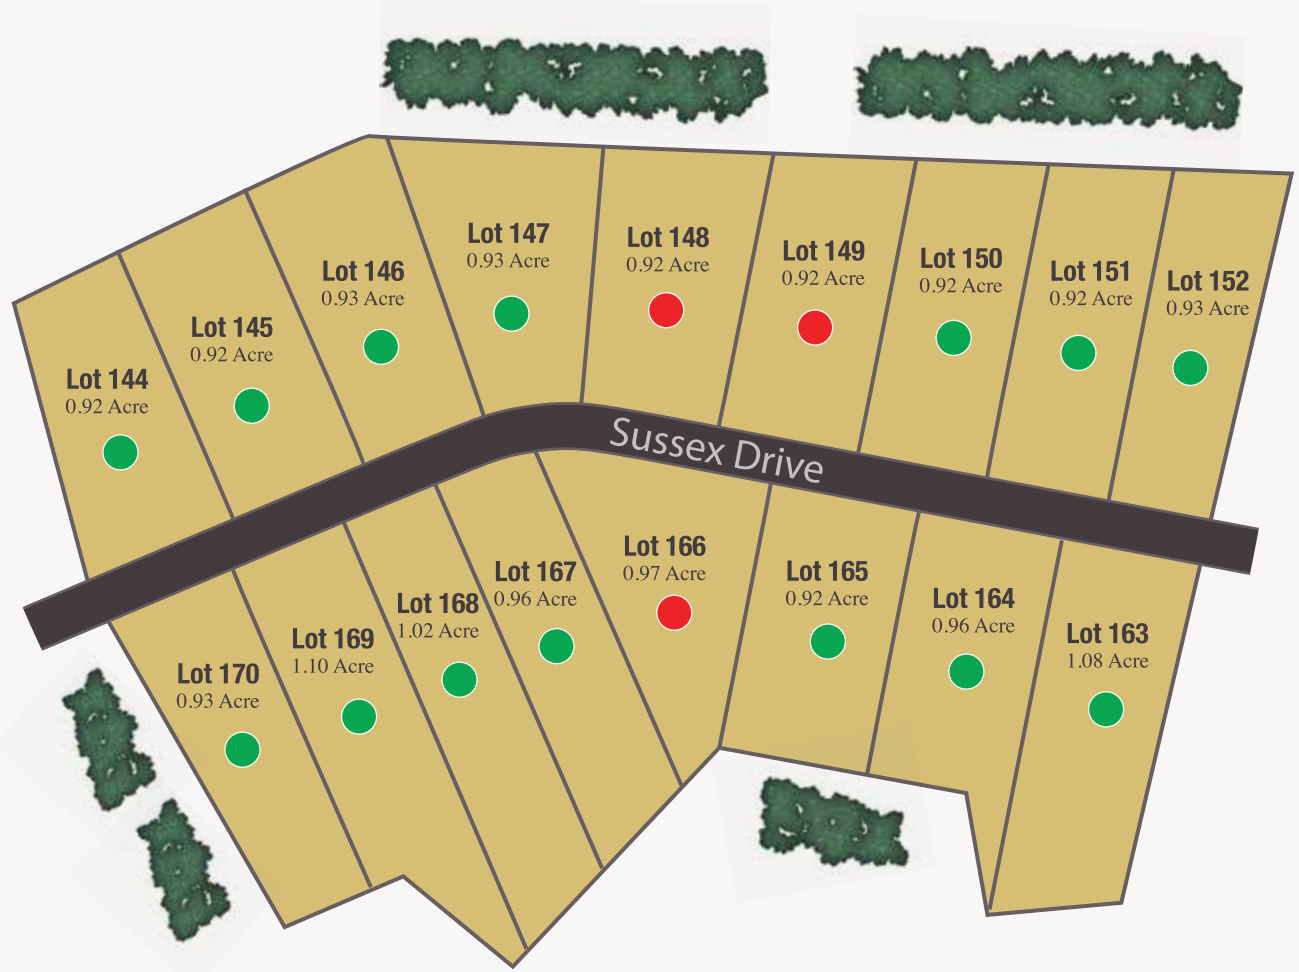 Lot 144
0.92 Acre
Lot 145
0.92 Acre
Lot 146
0.93 Acre
Lot 147
0.93 Acre
Lot 148
0.92 Acre
Lot 149
0.92 Acre
Lot 150
0.92 Acre
Lot 151
0.92 Acre
Lot 152
0.93 Acre
Sussex Drive
Lot 170
0.93 Acre
Lot 169
1.10 Acre
Lot 168
1.02 Acre
Lot 167
0.96 Acre
Lot 166
0.97 Acre
Lot 165
0.92 Acre
Lot 164
0.96 Acre
Lot 163
1.08 Acre